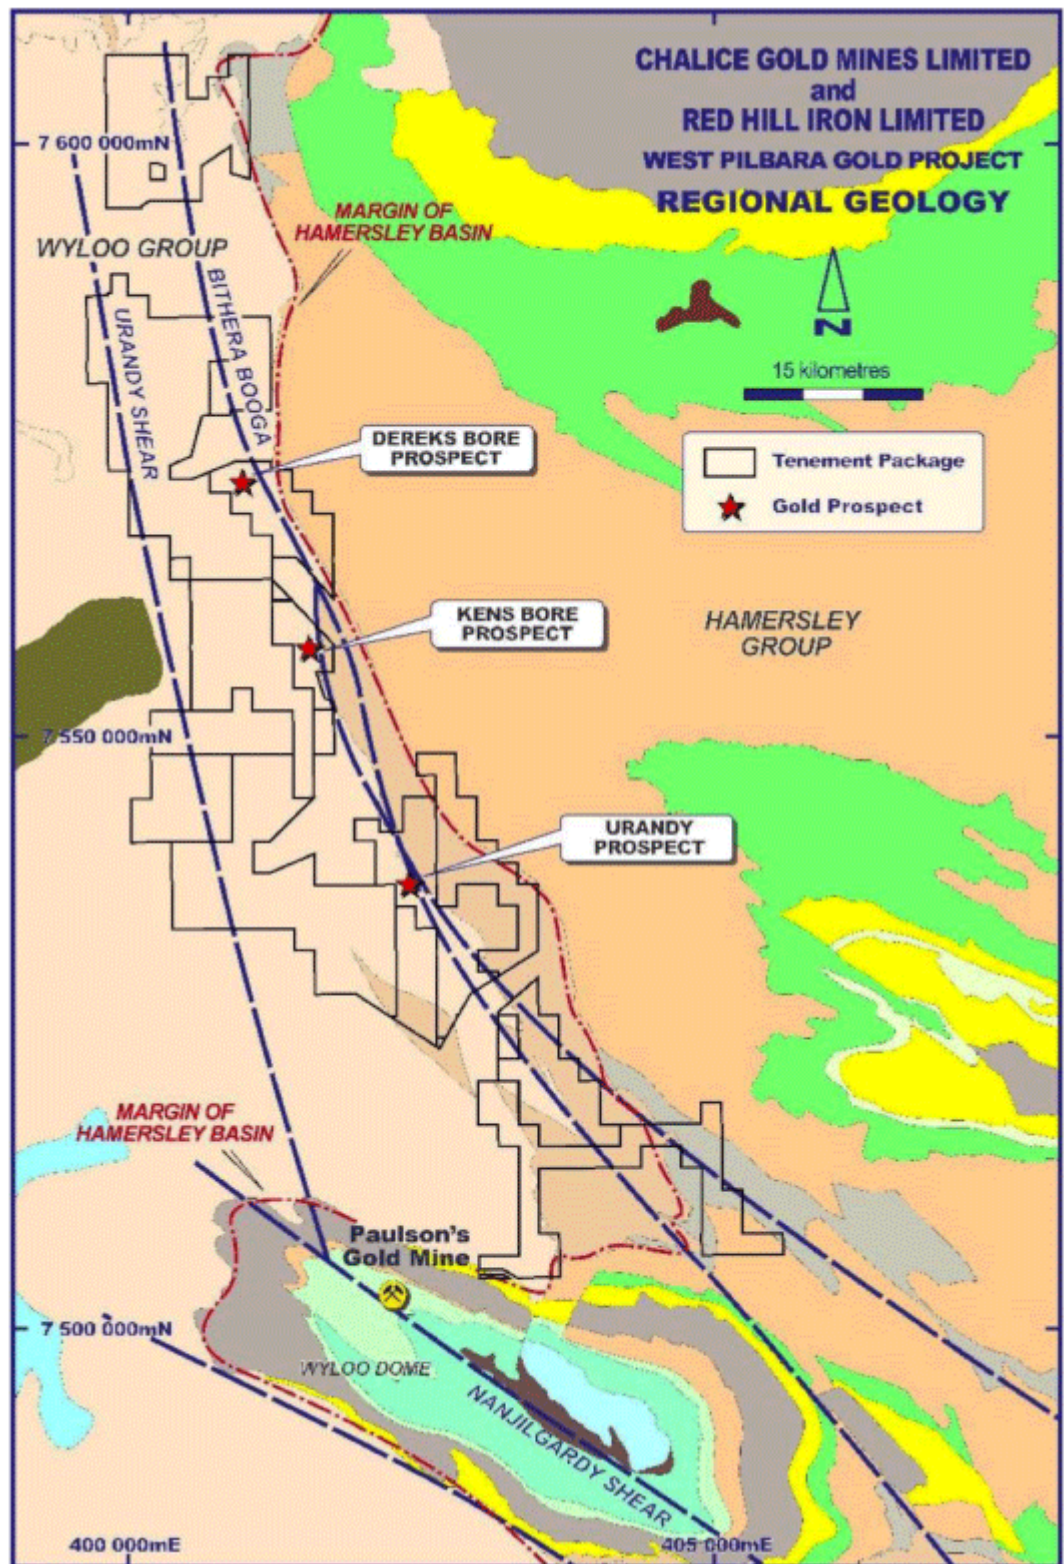 CHALICE GOLD MINES LIMITED
and
RED HILL IRON LIMITED
WEST PILBARA GOLD PROJECT
REGIONAL GEOLOGY
7 600 000mN
MARGIN OF
HAMERSLEY BASIN
WYLOO GROUP
BITHERA BOOGA
URANDY SHEAR
N
15 kilometres
DEREKS BORE
PROSPECT
Tenement Package
Gold Prospect
KENS BORE
PROSPECT
HAMERSLEY
GROUP
7 550 000mN
URANDY
PROSPECT
MARGIN OF
HAMERSLEY BASIN
Paulson's
Gold Mine
7 500 000mN
WYLOO DOME
NANJILGARDY SHEAR
400 000mE
405 000mE